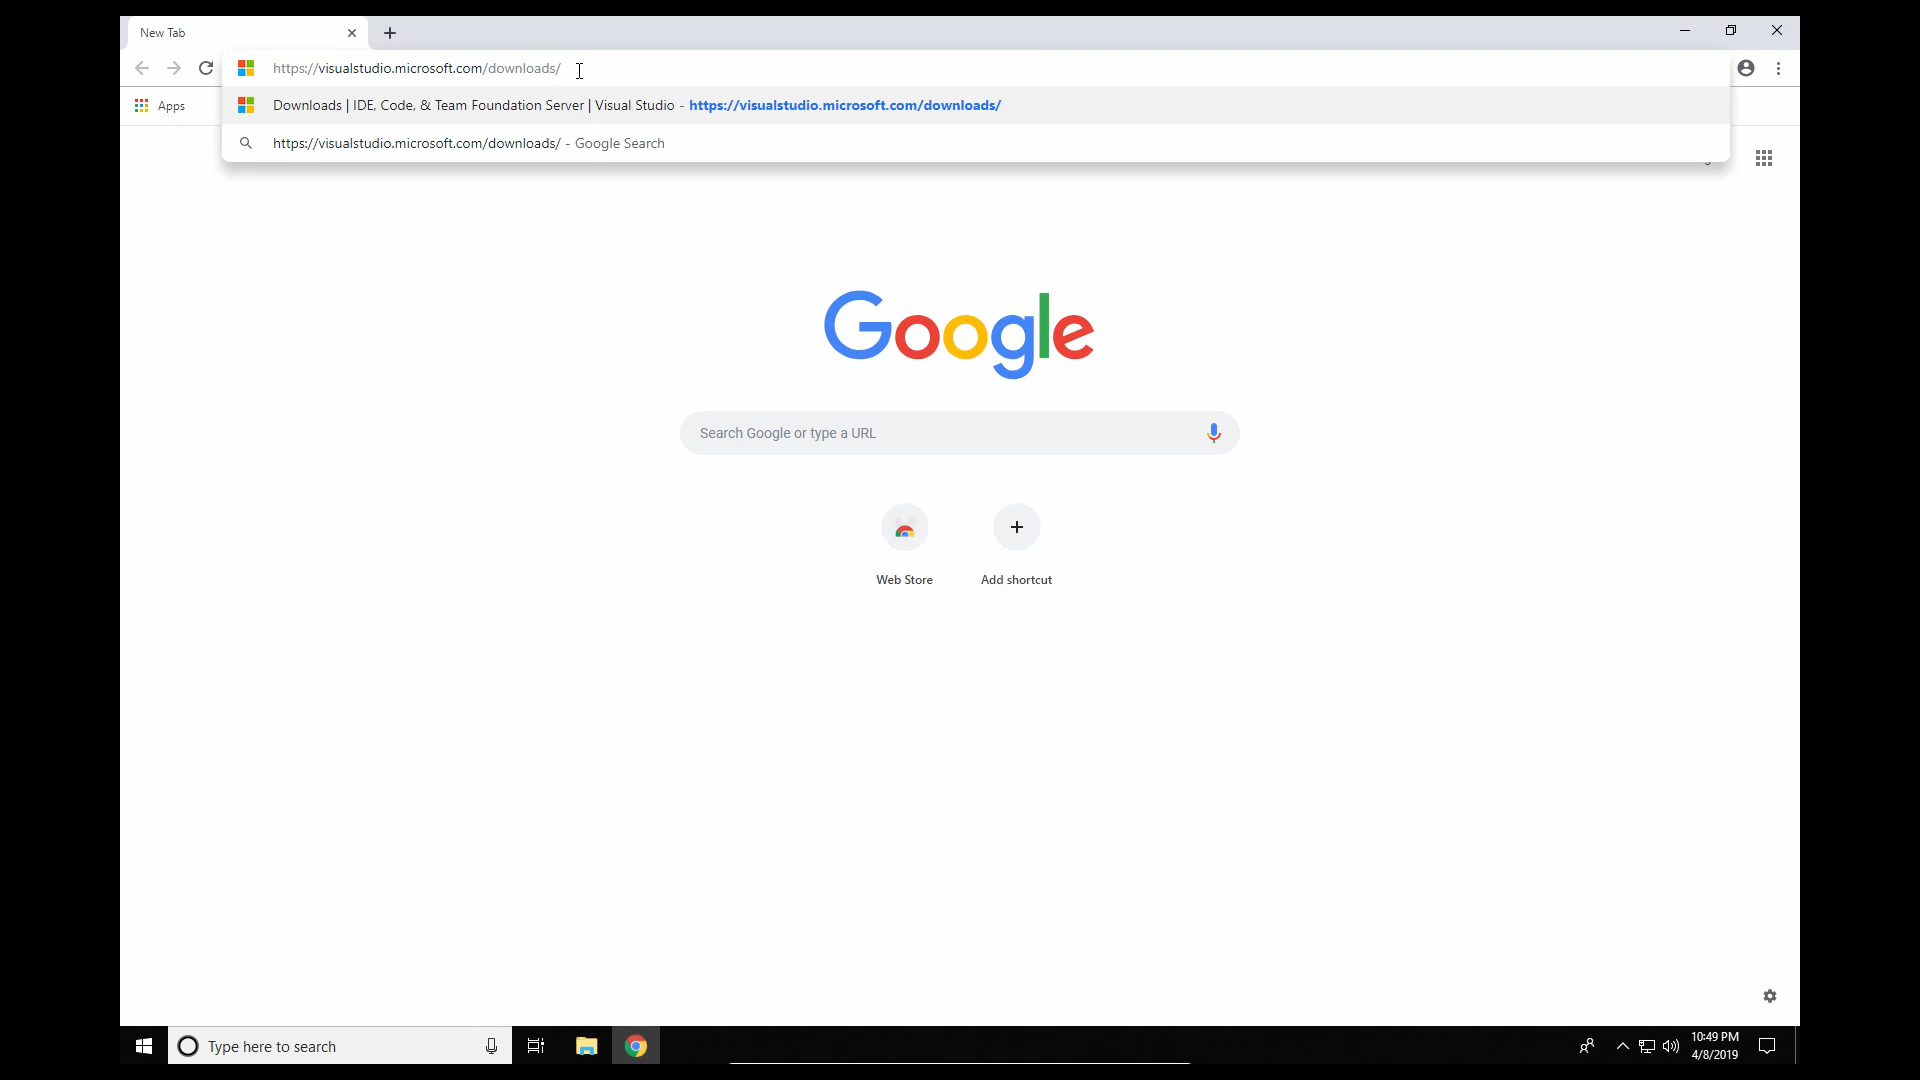 New Tab
https://visualstudio.microsoft.com/downloads/
Apps
Downloads | IDE, Code, & Team Foundation Server | Visual Studio - https://visualstudio.microsoft.com/downloads/
https://visualstudio.microsoft.com/downloads/ - Google Search
Google
Search Google or type a URL
Web Store
Add shortcut
Type here to search
10:49 PM
4/8/2019